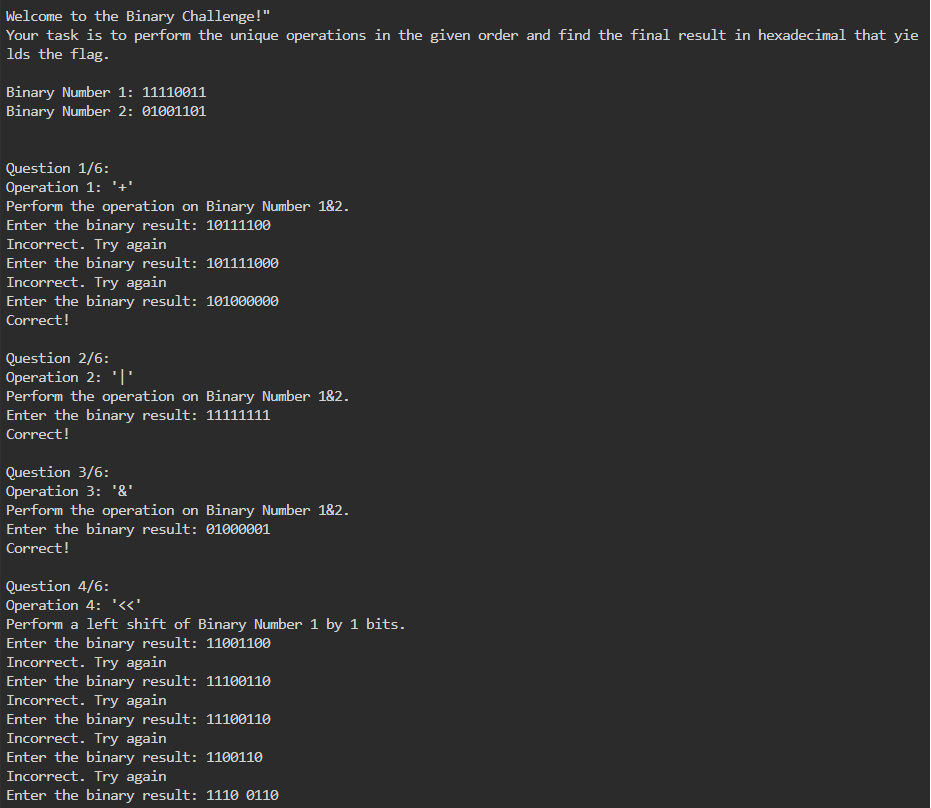 Welcome to the Binary Challenge!"
Your task is to perform the unique operations in the given order and find the final result in hexadecimal that yie
lds the flag.
Binary Number 1: 11110011
Binary Number 2: 01001101
Question 1/6:
Operation 1: '+'
Perform the operation on Binary Number 1&2.
Enter the binary result: 10111100
Incorrect. Try again
Enter the binary result: 101111000
Incorrect. Try again
Enter the binary result: 101000000
Correct!
Question 2/6:
Operation 2: '|'
Perform the operation on Binary Number 1&2.
Enter the binary result: 11111111
Correct!
Question 3/6:
Operation 3: '&'
Perform the operation on Binary Number 1&2.
Enter the binary result: 01000001
Correct!
Question 4/6:
Operation 4: '<<'
Perform a left shift of Binary Number 1 by 1 bits.
Enter the binary result: 11001100
Incorrect. Try again
Enter the binary result: 11100110
Incorrect. Try again
Enter the binary result: 11100110
Incorrect. Try again
Enter the binary result: 1100110
Incorrect. Try again
Enter the binary result: 1110 0110